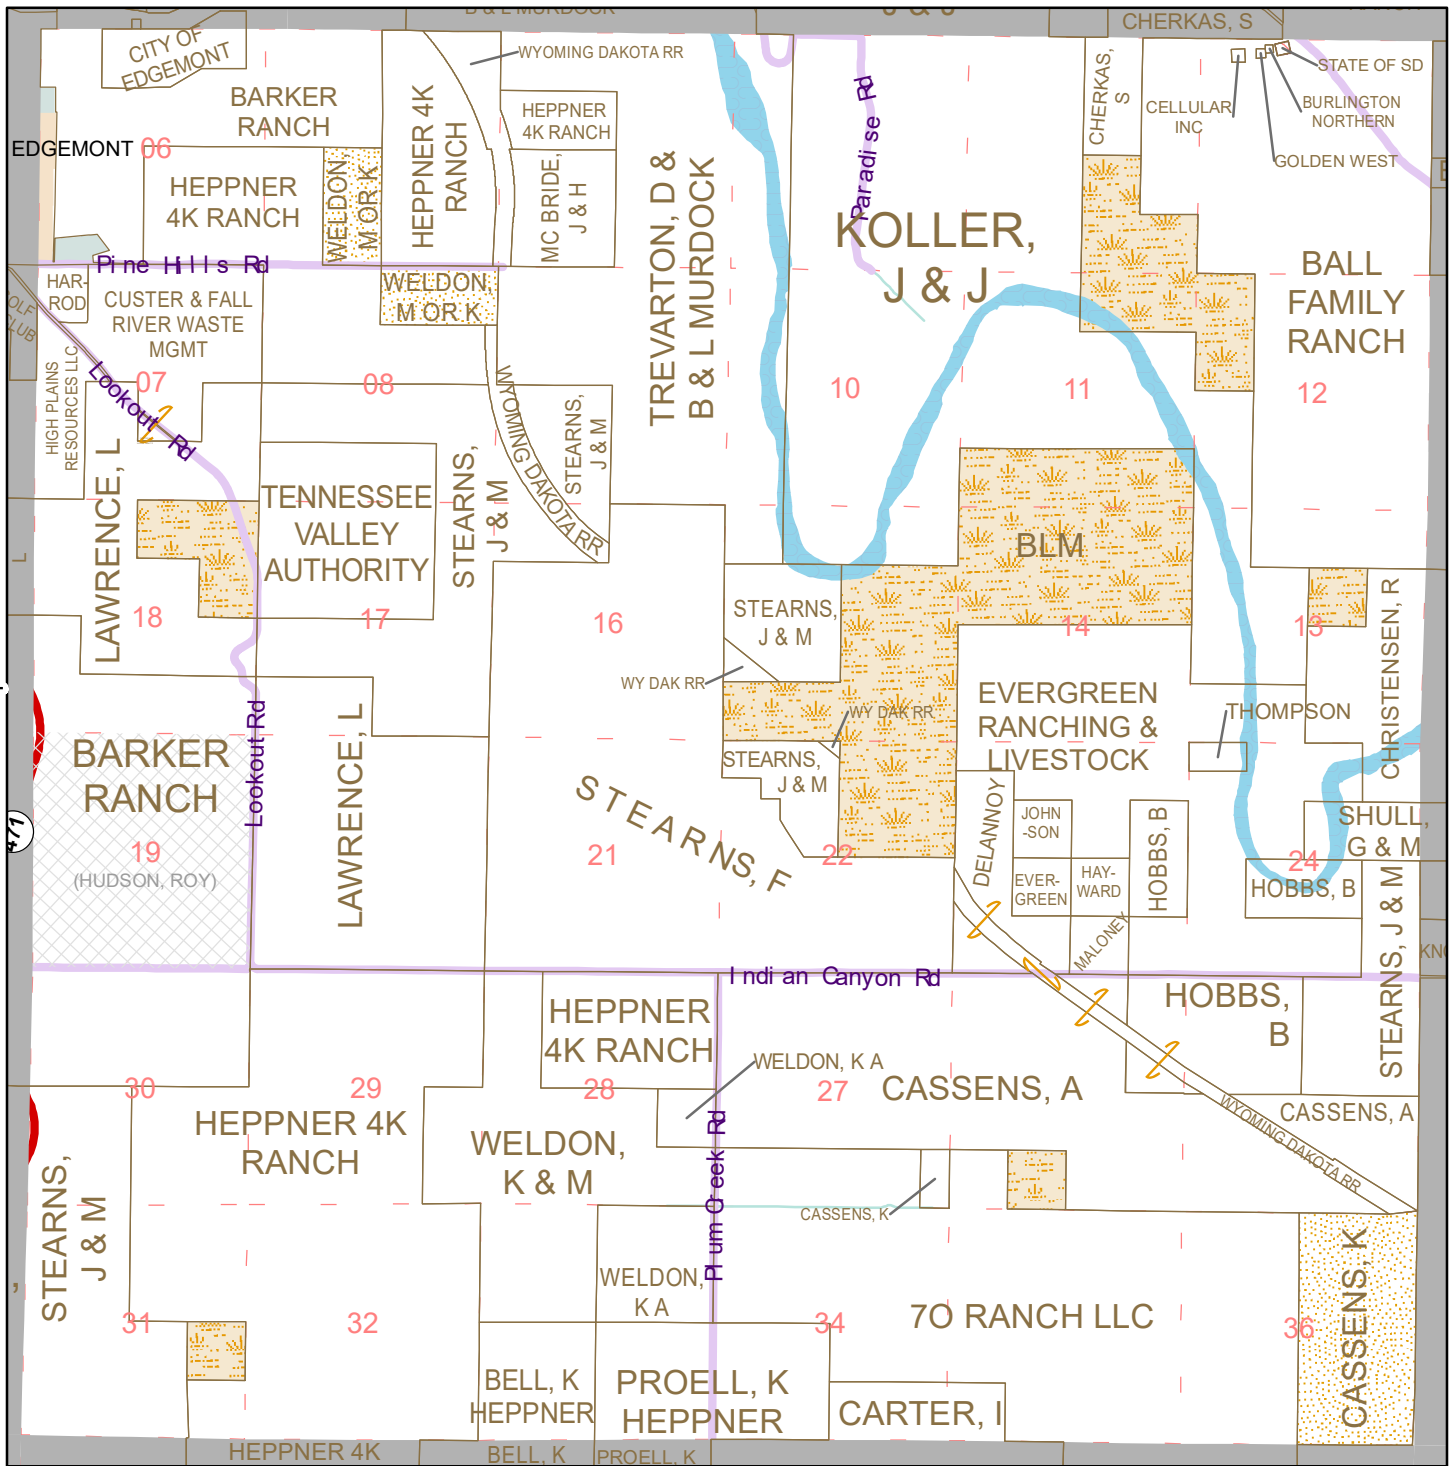 B & L MURDOCK
J & J
CHERKAS, S
CITY OF
EDGEMONT
WYOMING DAKOTA RR
STATE OF SD
BARKER
RANCH
HEPPNER 4K
RANCH
HEPPNER
4K RANCH
CHERKAS,
S
CELLULAR
INC
BURLINGTON
NORTHERN
GOLDEN WEST
EDGEMONT
06
HEPPNER
4K RANCH
WELDON,
M OR K
MC BRIDE,
J & H
TREVARTON, D &
B & L MURDOCK
Paradise Rd
KOLLER,
J & J
BALL
FAMILY
RANCH
Pine Hills Rd
HAR-
ROD
CUSTER & FALL
RIVER WASTE
MGMT
WELDON,
M OR K
CLUB
HIGH PLAINS
RESOURCES LLC
07
08
10
11
12
Lookout Rd
LAWRENCE, L
WYOMING DAKOTA RR
STEARNS,
J & M
STEARNS,
J & M
TENNESSEE
VALLEY
AUTHORITY
BLM
L
18
17
16
14
13
STEARNS,
J & M
CHRISTENSEN, R
WY DAK RR
EVERGREEN
RANCHING &
LIVESTOCK
WY DAK RR
THOMPSON
BARKER
RANCH
Lookout Rd
LAWRENCE, L
STEARNS,
J & M
STEARNS, F
DELANNOY
JOHN
-SON
HOBBS, B
SHULL,
G & M
471
19
(HUDSON, ROY)
21
22
24
EVER-
GREEN
HAY-
WARD
HOBBS, B
STEARNS, J & M
MALONEY
KNO
Indian Canyon Rd
HEPPNER
4K RANCH
HOBBS,
B
WELDON, K A
30
29
28
27
CASSENS, A
CASSENS, A
HEPPNER 4K
RANCH
WELDON,
K & M
Plum Creek Rd
WYOMING DAKOTA RR
STEARNS,
J & M
CASSENS, K
WELDON,
K A
CASSENS, K
31
32
34
7O RANCH LLC
36
BELL, K
HEPPNER
PROELL, K
HEPPNER
CARTER, I
HEPPNER 4K
BELL, K
PROELL, K